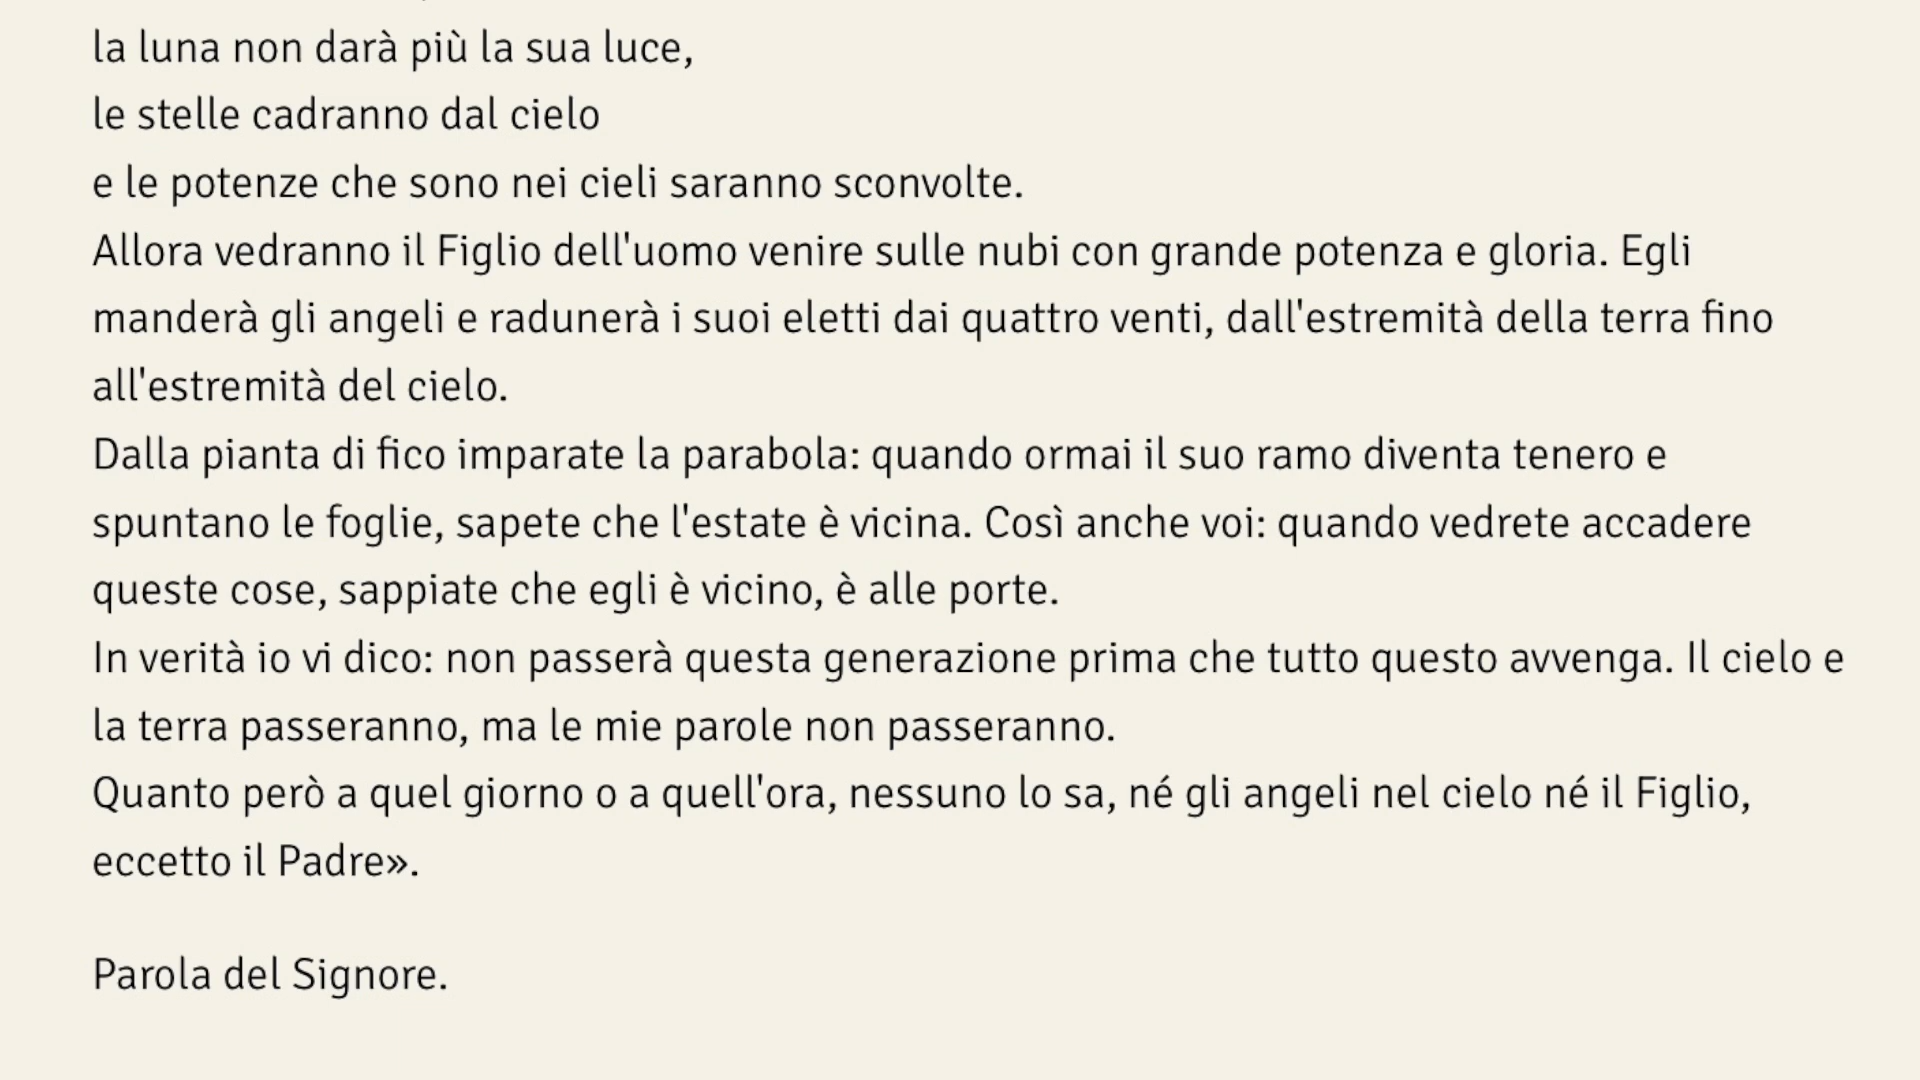 la luna non darà più la sua luce,
le stelle cadranno dal cielo
e le potenze che sono nei cieli saranno sconvolte.
Allora vedranno il Figlio dell'uomo venire sulle nubi con grande potenza e gloria. Egli
manderà gli angeli e radunerà i suoi eletti dai quattro venti, dall'estremità della terra fino
all'estremità del cielo.
Dalla pianta di fico imparate la parabola: quando ormai il suo ramo diventa tenero e
spuntano le foglie, sapete che l'estate è vicina. Così anche voi: quando vedrete accadere
queste cose, sappiate che egli è vicino, è alle porte.
In verità io vi dico: non passerà questa generazione prima che tutto questo avvenga. Il cielo e
la terra passeranno, ma le mie parole non passeranno.
Quanto però a quel giorno o a quell'ora, nessuno lo sa, né gli angeli nel cielo né il Figlio,
eccetto il Padre».
Parola del Signore.